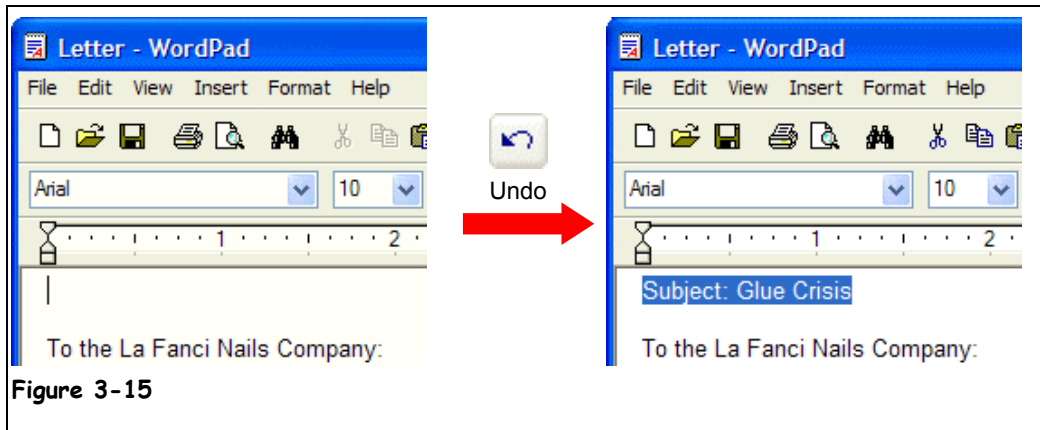 Letter - WordPad
File Edit View Insert Format Help
Arial 10
1 2
To the La Fanci Nails Company:
Undo
Letter - WordPad
File Edit View Insert Format Help
Arial 10
1 2
Subject: Glue Crisis
To the La Fanci Nails Company:
Figure 3-15